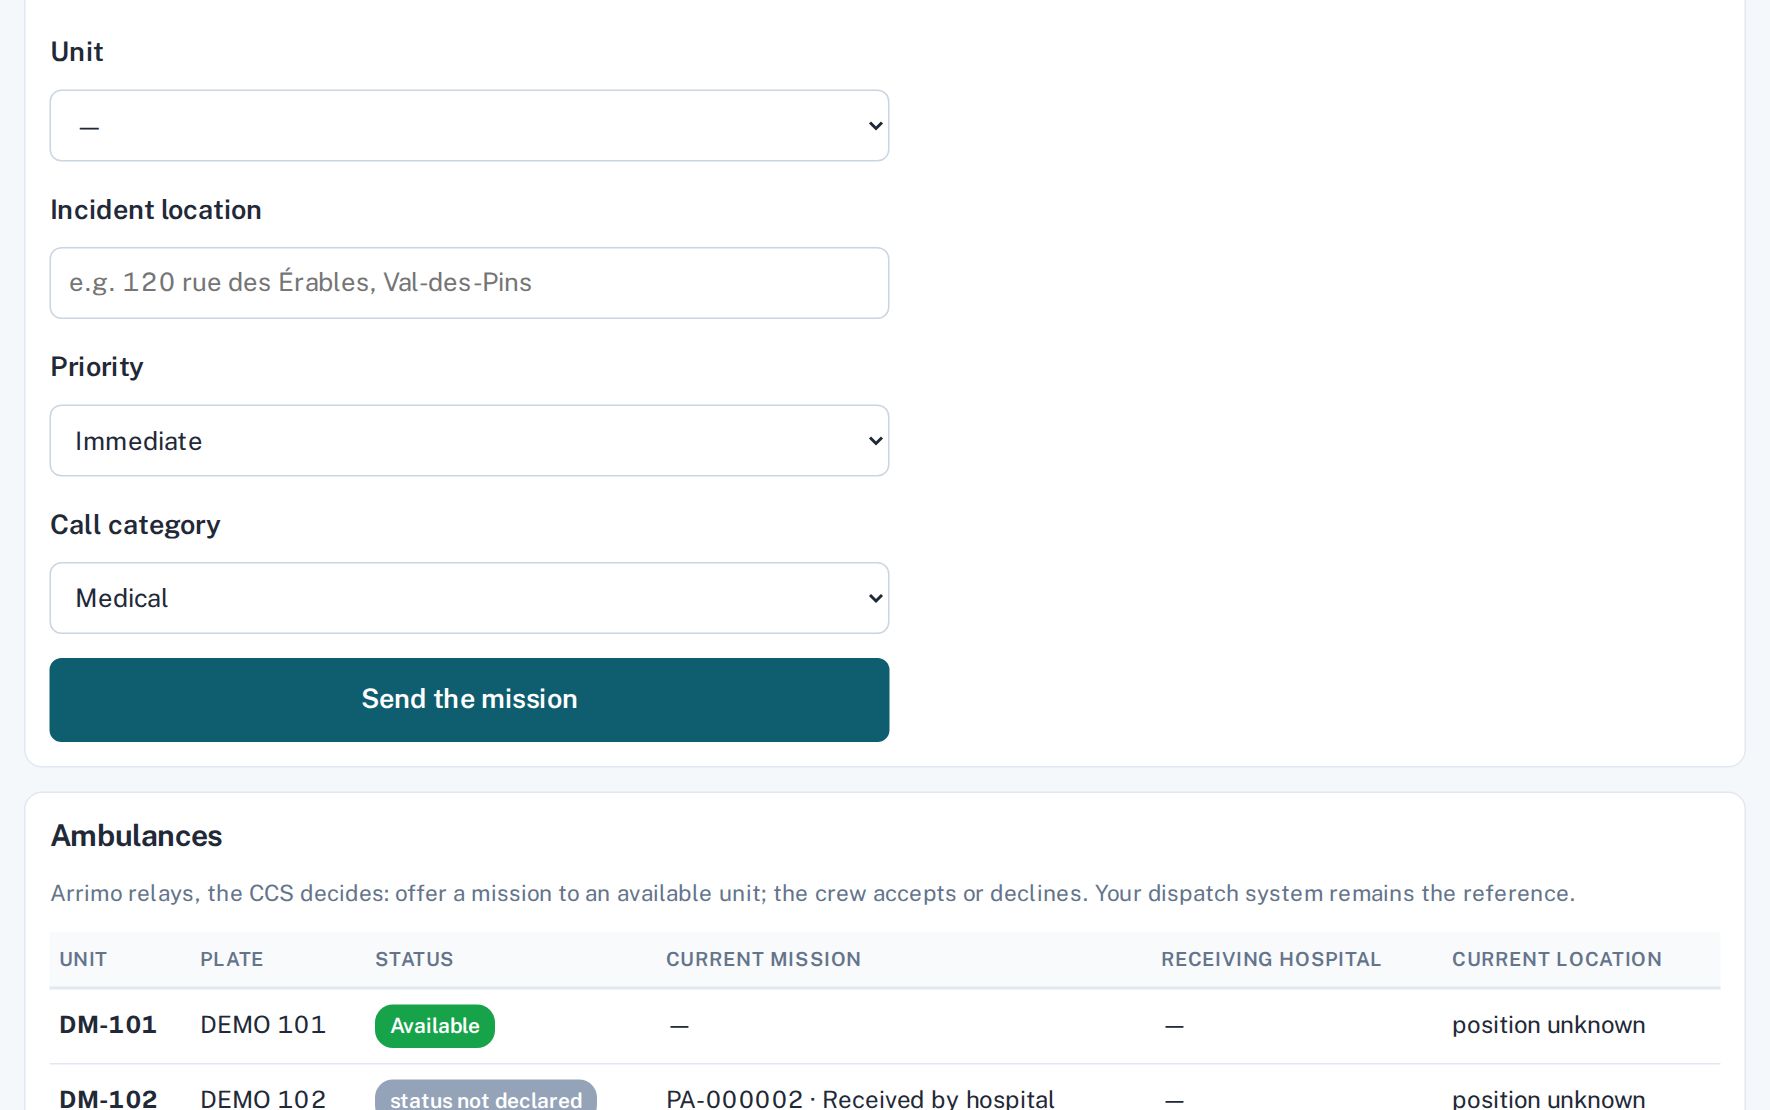 Unit
—
Incident location
e.g. 120 rue des Érables, Val-des-Pins
Priority
Immediate
Call category
Medical
Send the mission
Ambulances
Arrimo relays, the CCS decides: offer a mission to an available unit; the crew accepts or declines. Your dispatch system remains the reference.
UNIT PLATE STATUS CURRENT MISSION RECEIVING HOSPITAL CURRENT LOCATION
DM-101 DEMO 101 Available — — position unknown
DM-102 DEMO 102 status not declared PA-000002 · Received by hospital — position unknown